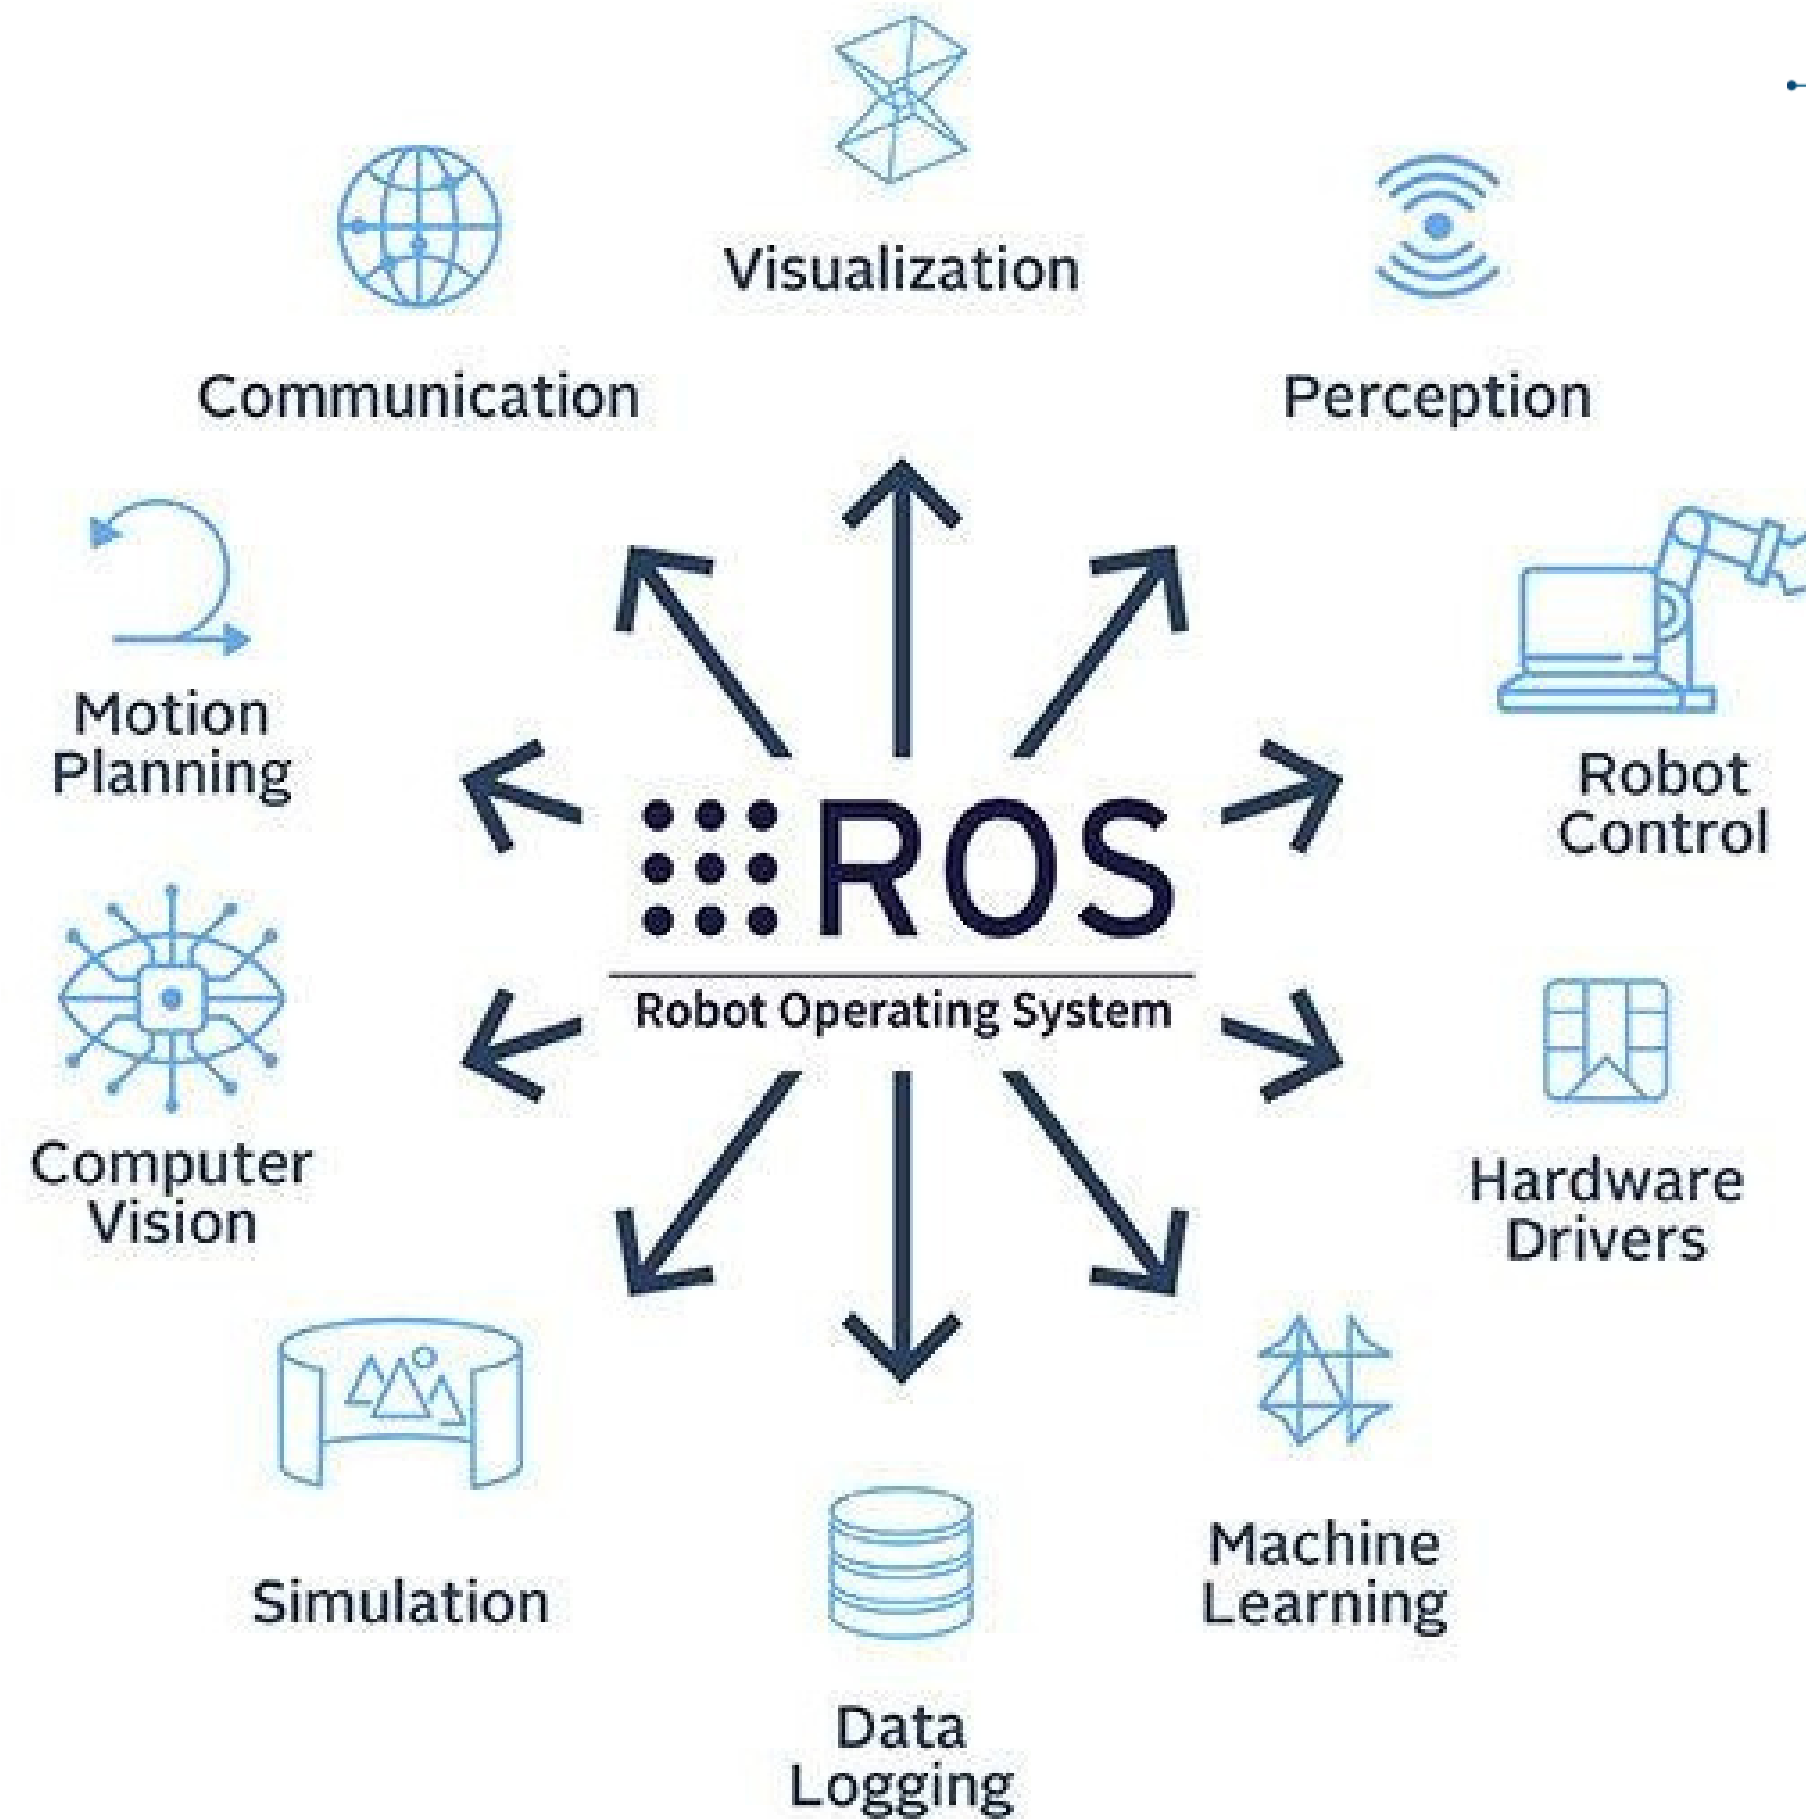 Visualization
Communication
Perception
Motion
Planning
Robot
Control
ROS
Robot Operating System
Computer
Vision
Hardware
Drivers
Simulation
Machine
Learning
Data
Logging